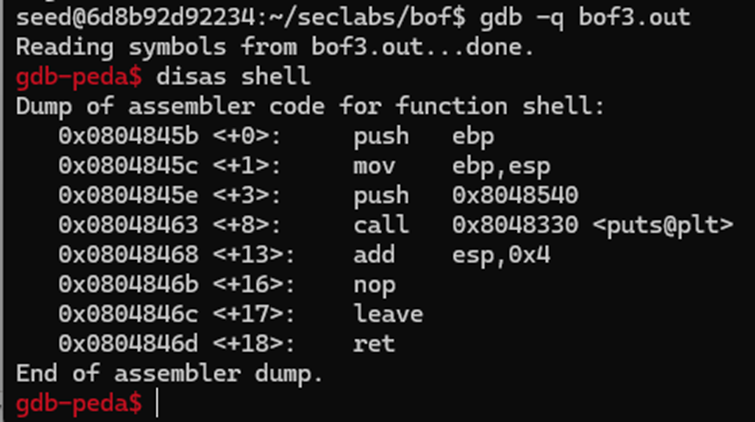 seed@6d8b92d92234:~/seclabs/bof$ gdb -q bof3.out
Reading symbols from bof3.out...done.
gdb-peda$ disas shell
Dump of assembler code for function shell:
   0x0804845b <+0>:     push   ebp
   0x0804845c <+1>:     mov    ebp,esp
   0x0804845e <+3>:     push   0x8048540
   0x08048463 <+8>:     call   0x8048330 <puts@plt>
   0x08048468 <+13>:    add    esp,0x4
   0x0804846b <+16>:    nop
   0x0804846c <+17>:    leave
   0x0804846d <+18>:    ret
End of assembler dump.
gdb-peda$